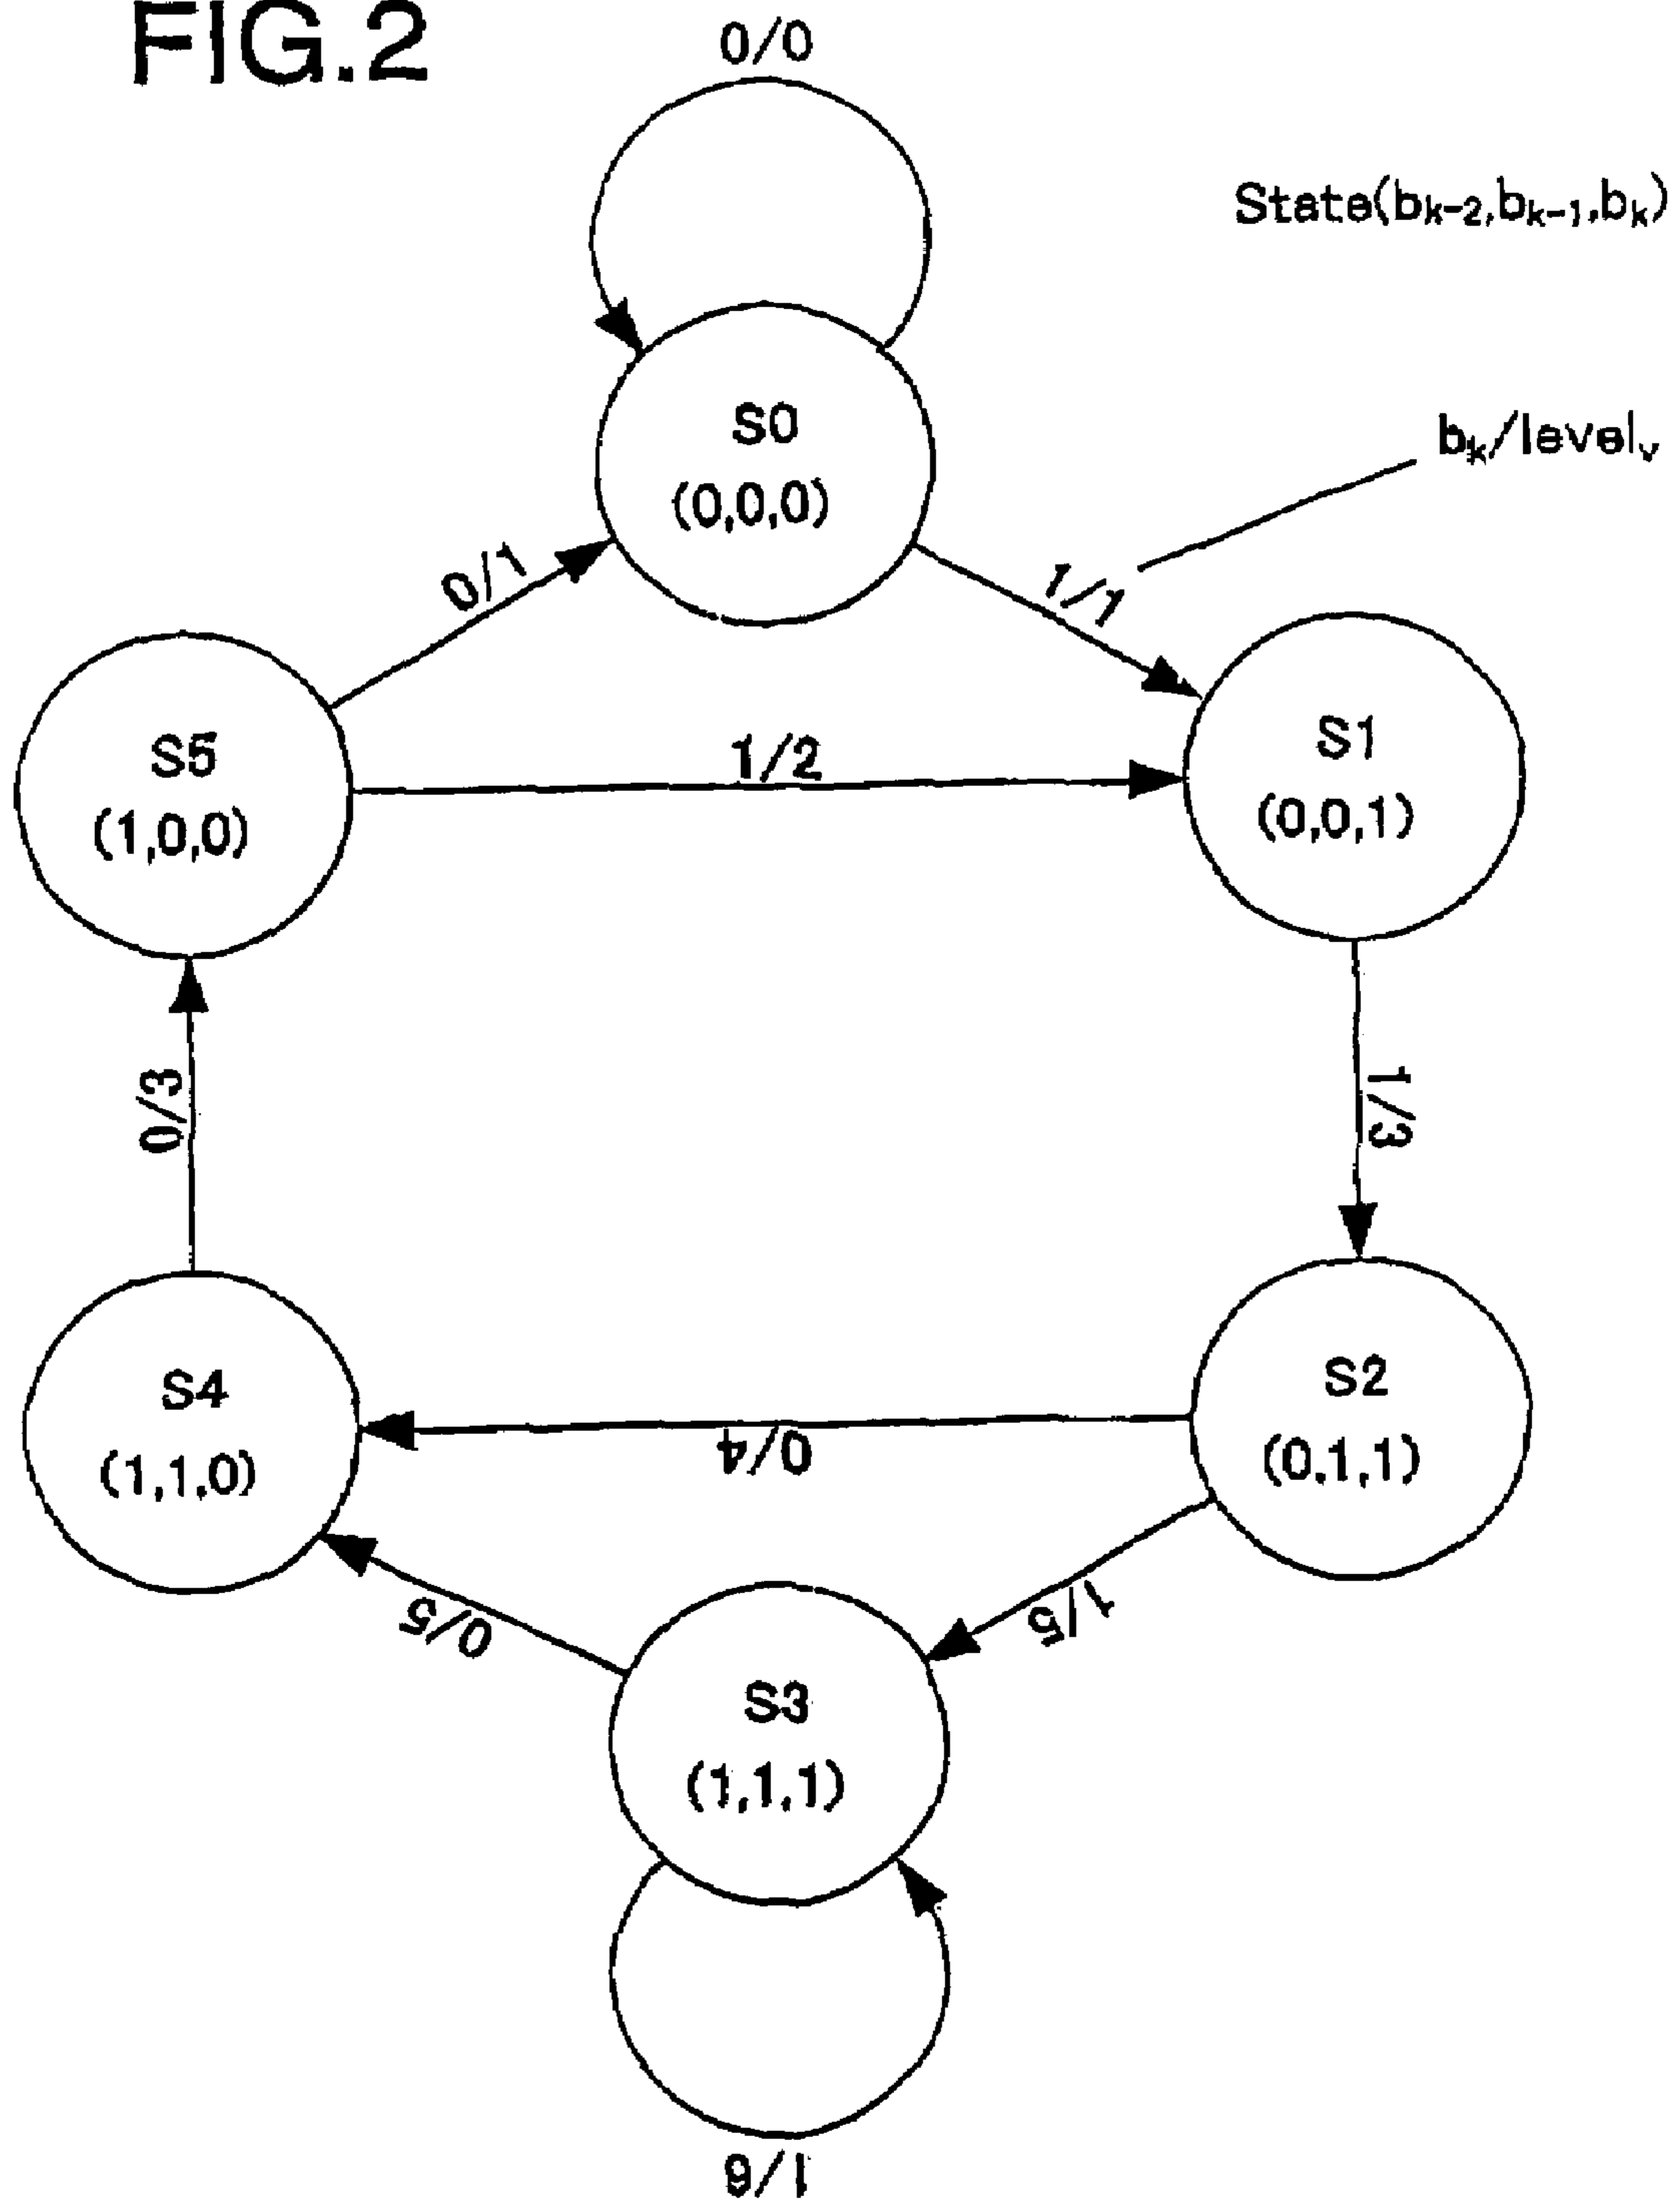 FIG.2
0/0
State(bk-2,bk-1,bk)
S0
(0,0,0)
bk/levelv
0/1
1/1
S5
(1,0,0)
1/2
S1
(0,0,1)
0/3
1/3
S4
(1,1,0)
0/4
S2
(0,1,1)
0/5
1/5
S3
(1,1,1)
1/6